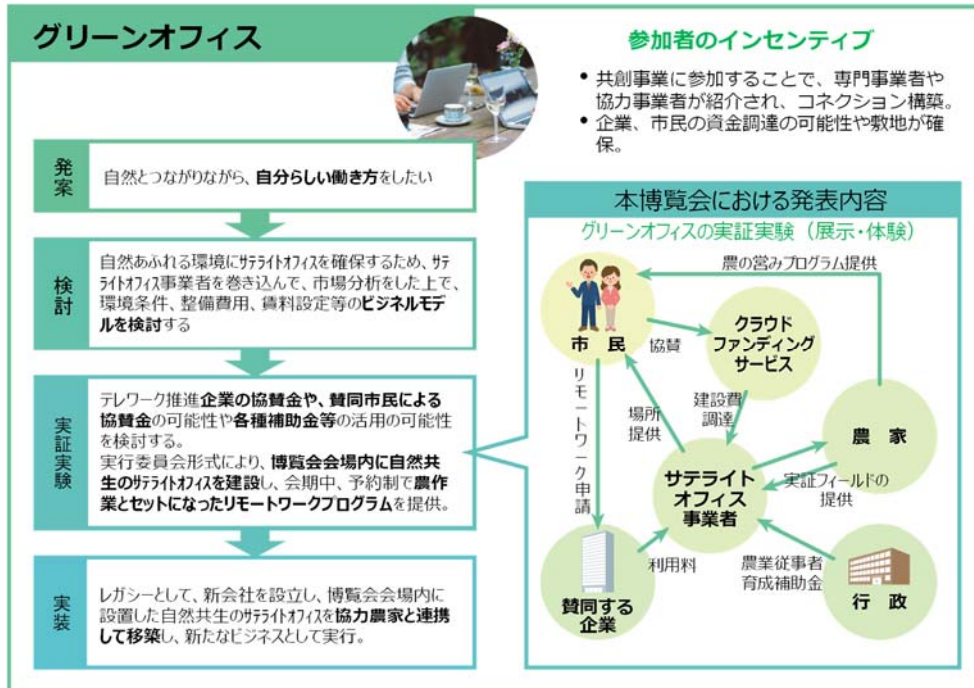 グリーンオフィス
参加者のインセンティブ
• 共創事業に参加することで、専門事業者や
協力事業者が紹介され、コネクション構築。
• 企業、市民の資金調達の可能性や敷地が確
保。
発案
自然とつながりながら、自分らしい働き方をしたい
検討
自然あふれる環境にサテライトオフィスを確保するため、サテ
ライトオフィス事業者を巻き込んで、市場分析をした上で、
環境条件、整備費用、賃料設定等のビジネルモデ
ルを検討する
実証実験
テレワーク推進企業の協賛金や、賛同市民による
協賛金の可能性や各種補助金等の活用の可能性
を検討する。
実行委員会形式により、博覧会会場内に自然共
生のサテライトオフィスを建設し、会期中、予約制で農作
業とセットになったリモートワークプログラムを提供。
実装
レガシーとして、新会社を設立し、博覧会会場内に
設置した自然共生のサテライトオフィスを協力農家と連携
して移築し、新たなビジネスとして実行。
本博覧会における発表内容
グリーンオフィスの実証実験（展示・体験）
農の営みプログラム提供
市 民
協賛
クラウド
ファンディング
サービス
リモートワーク申請
場所
提供
建設費
調達
農 家
サテライト
オフィス
事業者
実証フィールドの
提供
利用料
農業従事者
育成補助金
賛同する
企業
行 政